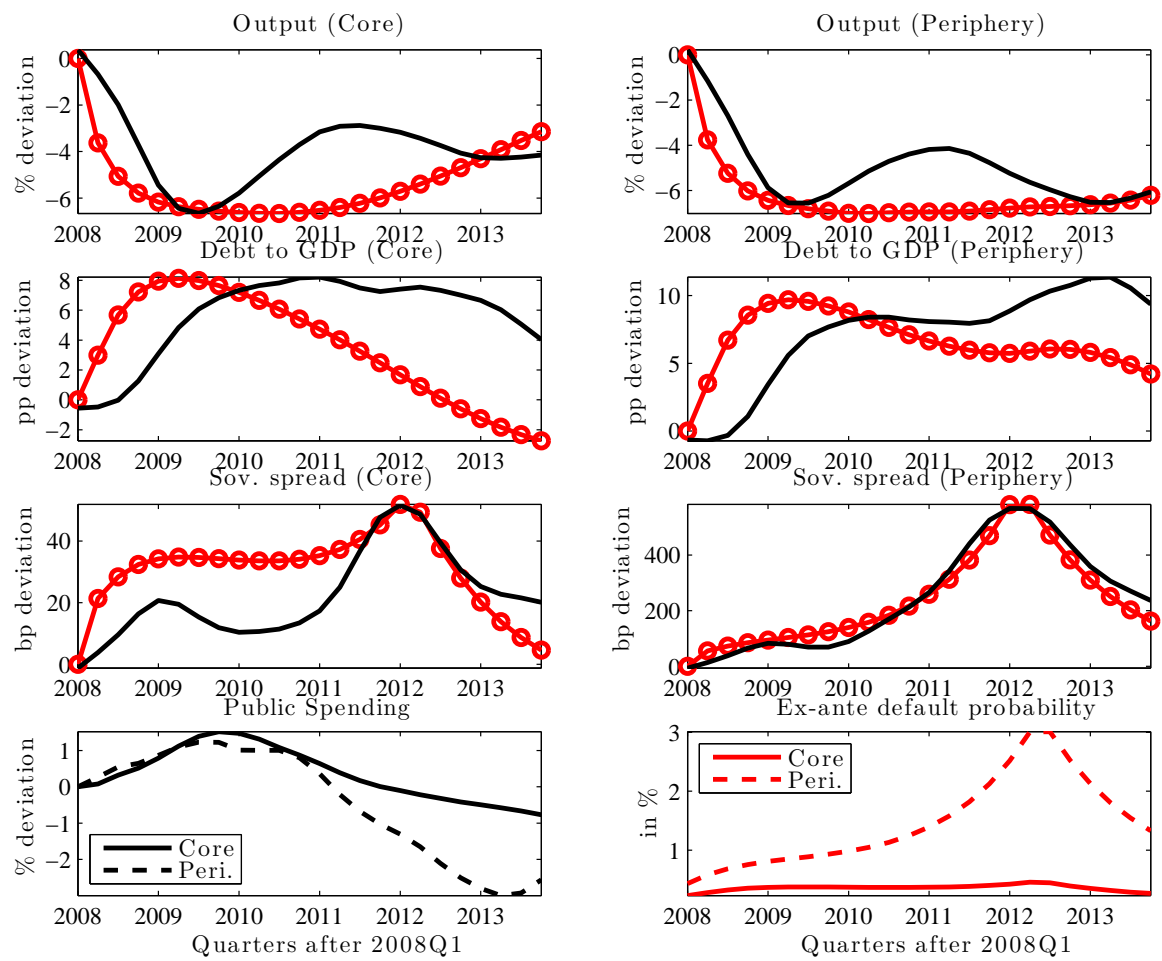 Output (Core)
% deviation
0
−2
−4
−6
2008 2009 2010 2011 2012 2013
Output (Periphery)
% deviation
0
−2
−4
−6
2008 2009 2010 2011 2012 2013
Debt to GDP (Core)
pp deviation
8
6
4
2
0
−2
2008 2009 2010 2011 2012 2013
Debt to GDP (Periphery)
pp deviation
10
5
0
2008 2009 2010 2011 2012 2013
Sov. spread (Core)
bp deviation
40
20
0
2008 2009 2010 2011 2012 2013
Sov. spread (Periphery)
bp deviation
400
200
0
2008 2009 2010 2011 2012 2013
Public Spending
% deviation
1
0
−1
−2
Core
Peri.
2008 2009 2010 2011 2012 2013
Quarters after 2008Q1
Ex-ante default probability
in %
3
2
1
Core
Peri.
2008 2009 2010 2011 2012 2013
Quarters after 2008Q1